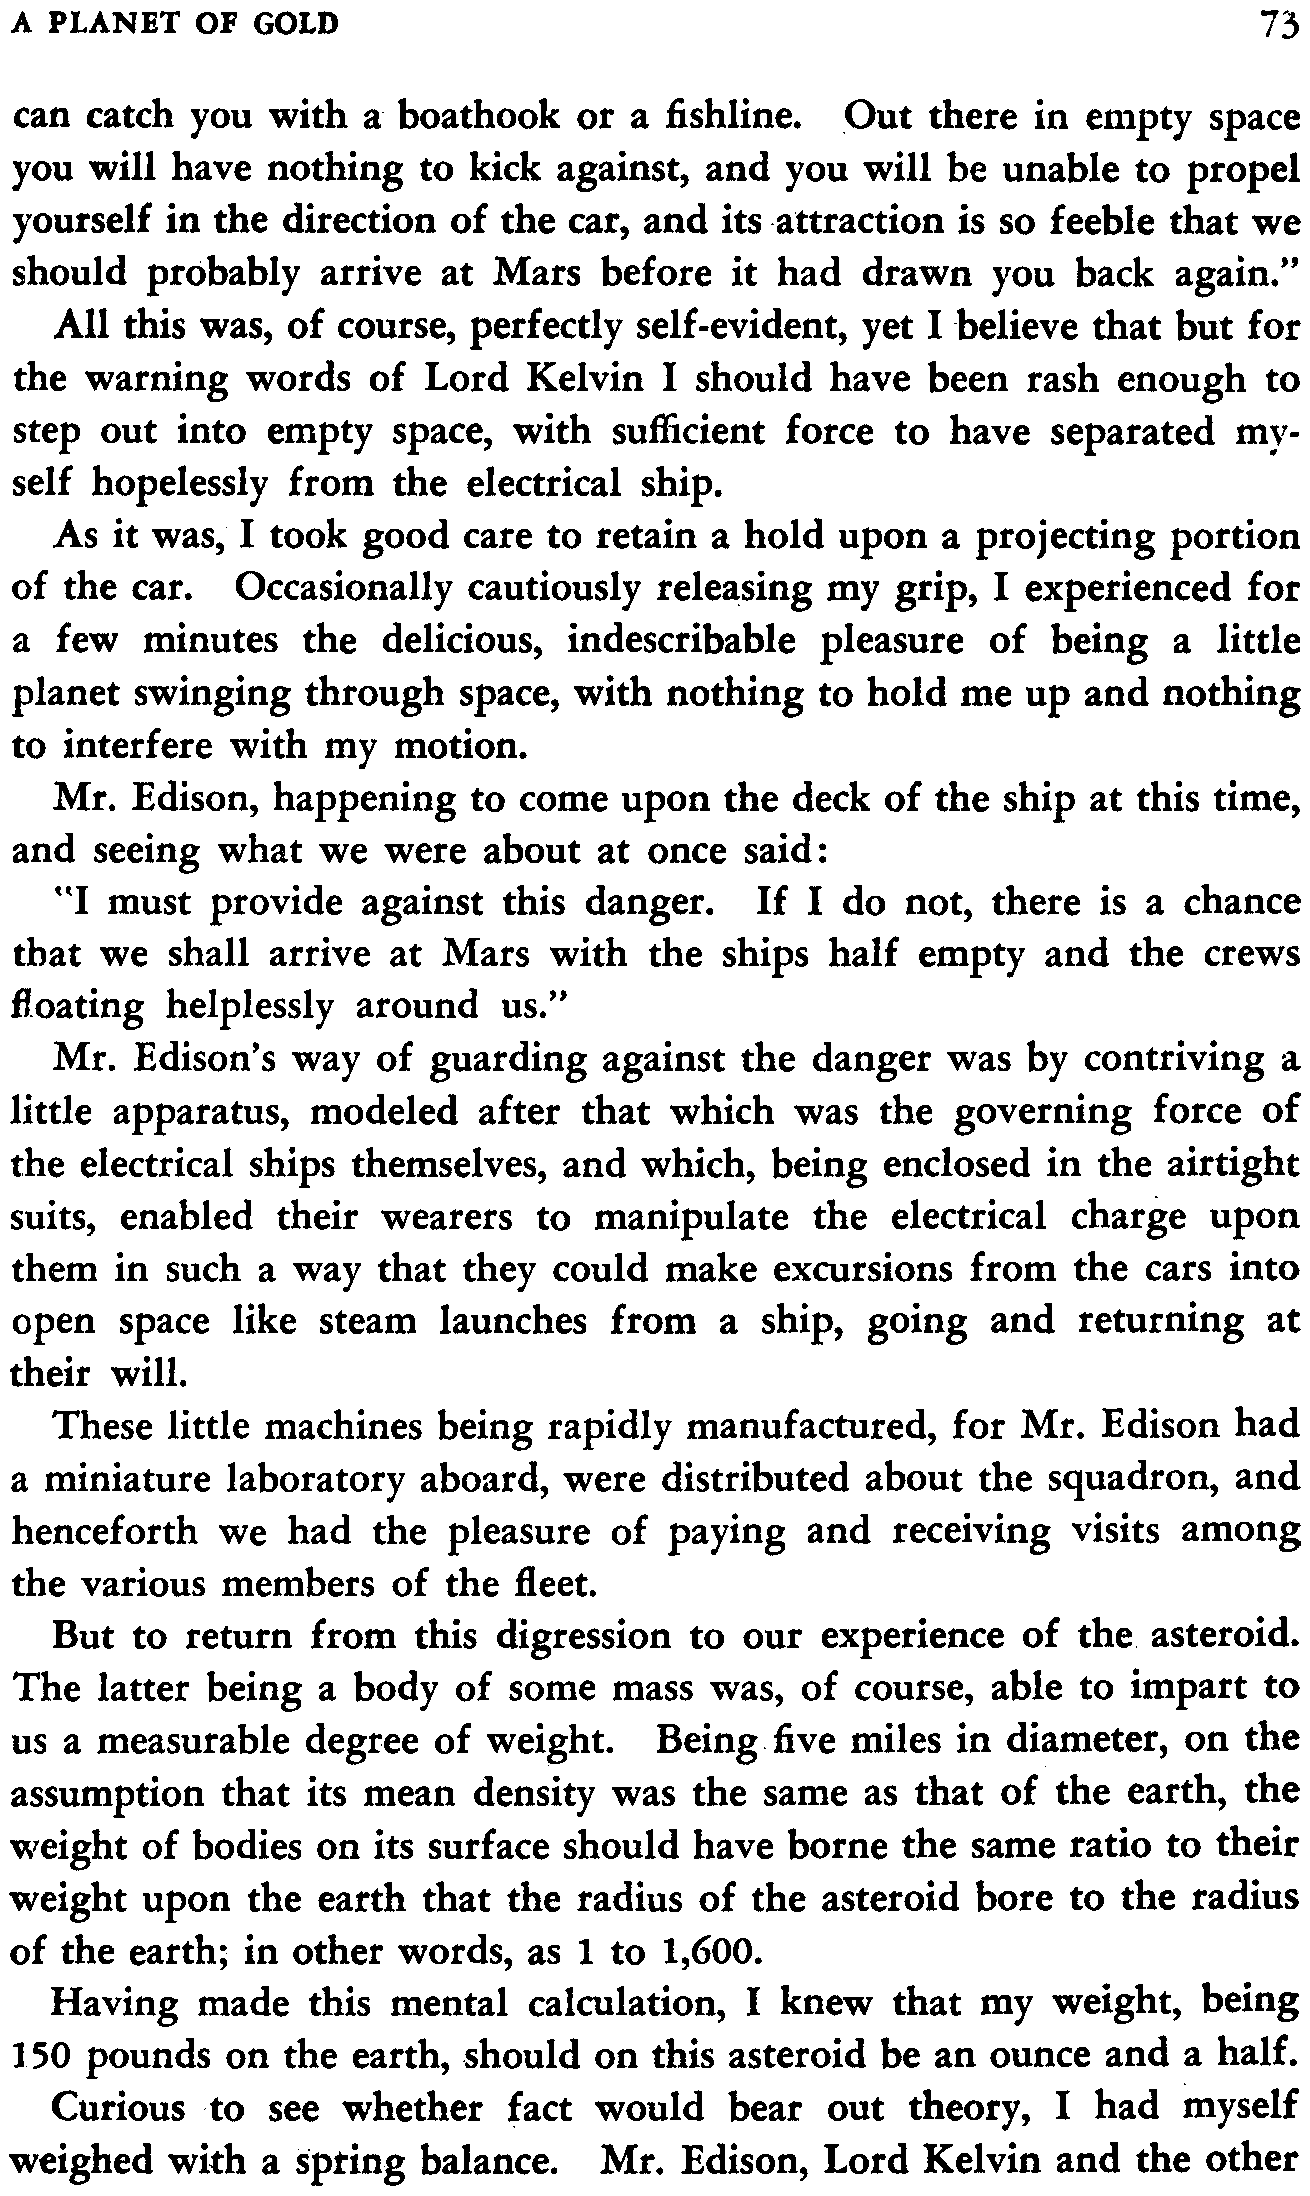 A PLANET OF GOLD 73
can catch you with a boathook or a fishline. Out there in empty space
you will have nothing to kick against, and you will be unable to propel
yourself in the direction of the car, and its attraction is so feeble that we
should probably arrive at Mars before it had drawn you back again."
All this was, of course, perfectly self-evident, yet I believe that but for
the warning words of Lord Kelvin I should have been rash enough to
step out into empty space, with sufficient force to have separated my-
self hopelessly from the electrical ship.
As it was, I took good care to retain a hold upon a projecting portion
of the car. Occasionally cautiously releasing my grip, I experienced for
a few minutes the delicious, indescribable pleasure of being a little
planet swinging through space, with nothing to hold me up and nothing
to interfere with my motion.
Mr. Edison, happening to come upon the deck of the ship at this time,
and seeing what we were about at once said:
"I must provide against this danger. If I do not, there is a chance
that we shall arrive at Mars with the ships half empty and the crews
floating helplessly around us."
Mr. Edison's way of guarding against the danger was by contriving a
little apparatus, modeled after that which was the governing force of
the electrical ships themselves, and which, being enclosed in the airtight
suits, enabled their wearers to manipulate the electrical charge upon
them in such a way that they could make excursions from the cars into
open space like steam launches from a ship, going and returning at
their will.
These little machines being rapidly manufactured, for Mr. Edison had
a miniature laboratory aboard, were distributed about the squadron, and
henceforth we had the pleasure of paying and receiving visits among
the various members of the fleet.
But to return from this digression to our experience of the asteroid.
The latter being a body of some mass was, of course, able to impart to
us a measurable degree of weight. Being five miles in diameter, on the
assumption that its mean density was the same as that of the earth, the
weight of bodies on its surface should have borne the same ratio to their
weight upon the earth that the radius of the asteroid bore to the radius
of the earth; in other words, as 1 to 1,600.
Having made this mental calculation, I knew that my weight, being
150 pounds on the earth, should on this asteroid be an ounce and a half.
Curious to see whether fact would bear out theory, I had myself
weighed with a spring balance. Mr. Edison, Lord Kelvin and the other